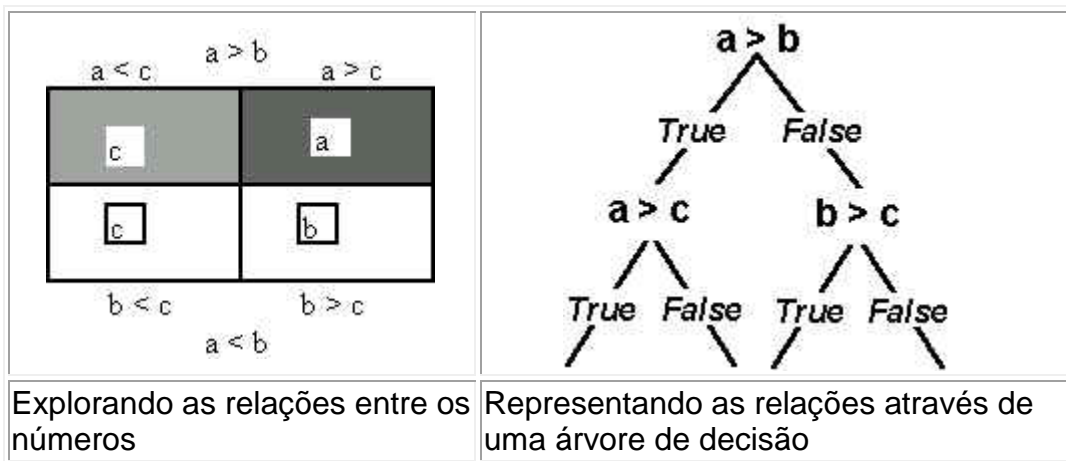 a > b
a < c
a > c
c
a
c
b
b < c
b > c
a < b
a > b
True
False
a > c
b > c
True
False
True
False
Explorando as relações entre os
números
Representando as relações através de
uma árvore de decisão